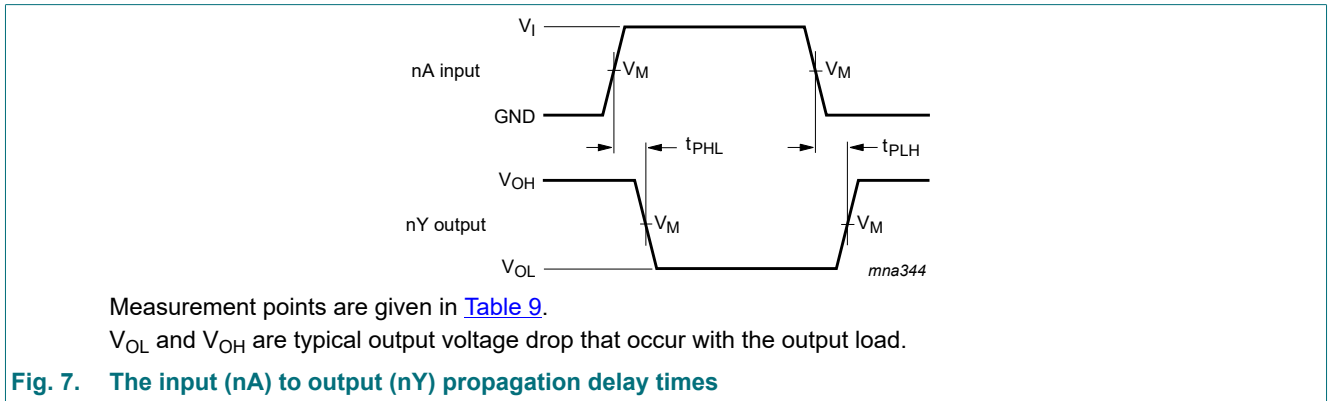 V_I
nA input
V_M
V_M
GND
t_PHL
t_PLH
V_OH
nY output
V_M
V_M
V_OL
mna344
Measurement points are given in Table 9.
V_OL and V_OH are typical output voltage drop that occur with the output load.
Fig. 7. The input (nA) to output (nY) propagation delay times